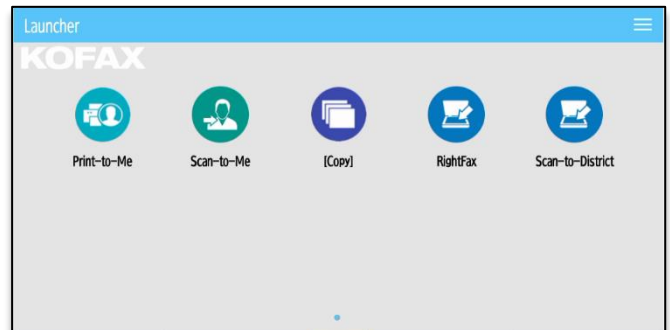 Launcher
KOFAX
Print-to-Me
Scan-to-Me
[Copy]
RightFax
Scan-to-District